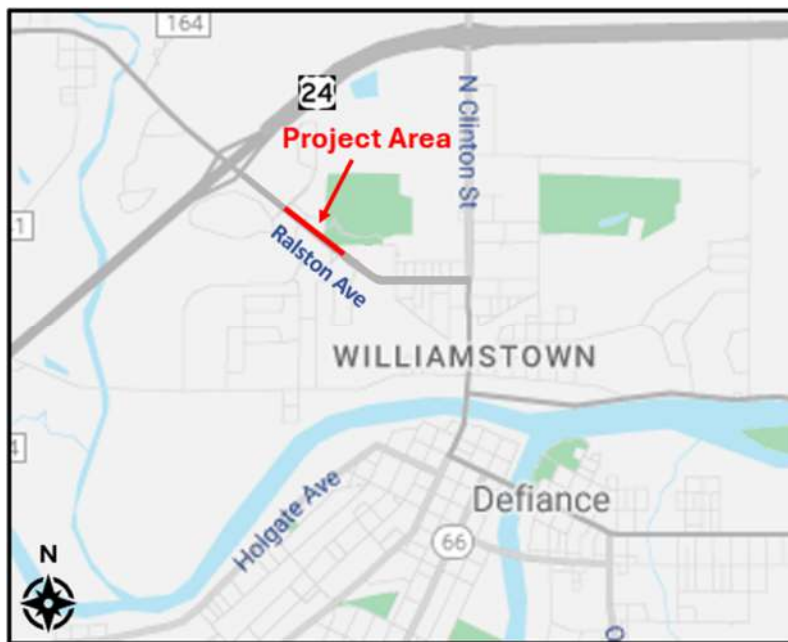 164
24
N Clinton St
Project Area
Ralston Ave
WILLIAMSTOWN
Holgate Ave
Defiance
66
N